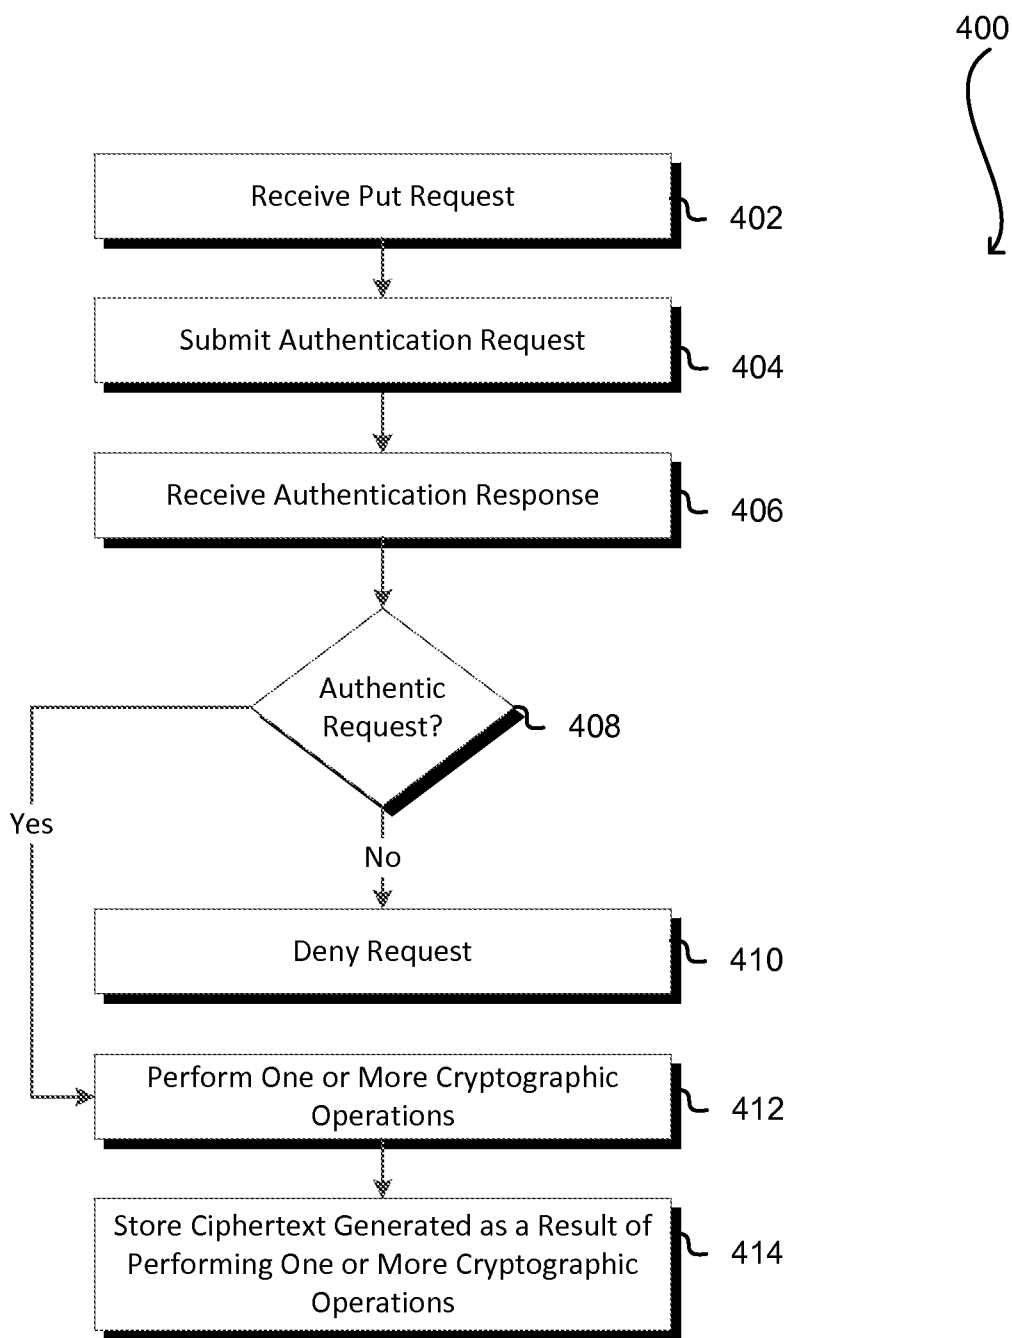 400
Receive Put Request
402
Submit Authentication Request
404
Receive Authentication Response
406
Authentic
Request?
408
Yes
No
Deny Request
410
Perform One or More Cryptographic
Operations
412
Store Ciphertext Generated as a Result of
Performing One or More Cryptographic
Operations
414